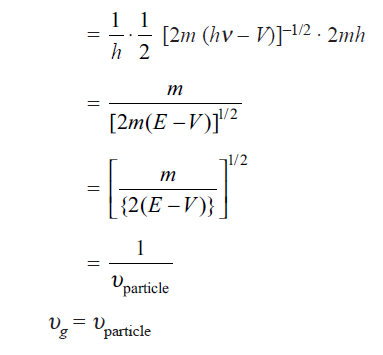 = 1/h · 1/2 [2m (hν – V)]^–1/2 · 2mh
= m / [2m(E – V)]^1/2
= [ m / {2(E – V)} ]^1/2
= 1 / υ_particle
υ_g = υ_particle